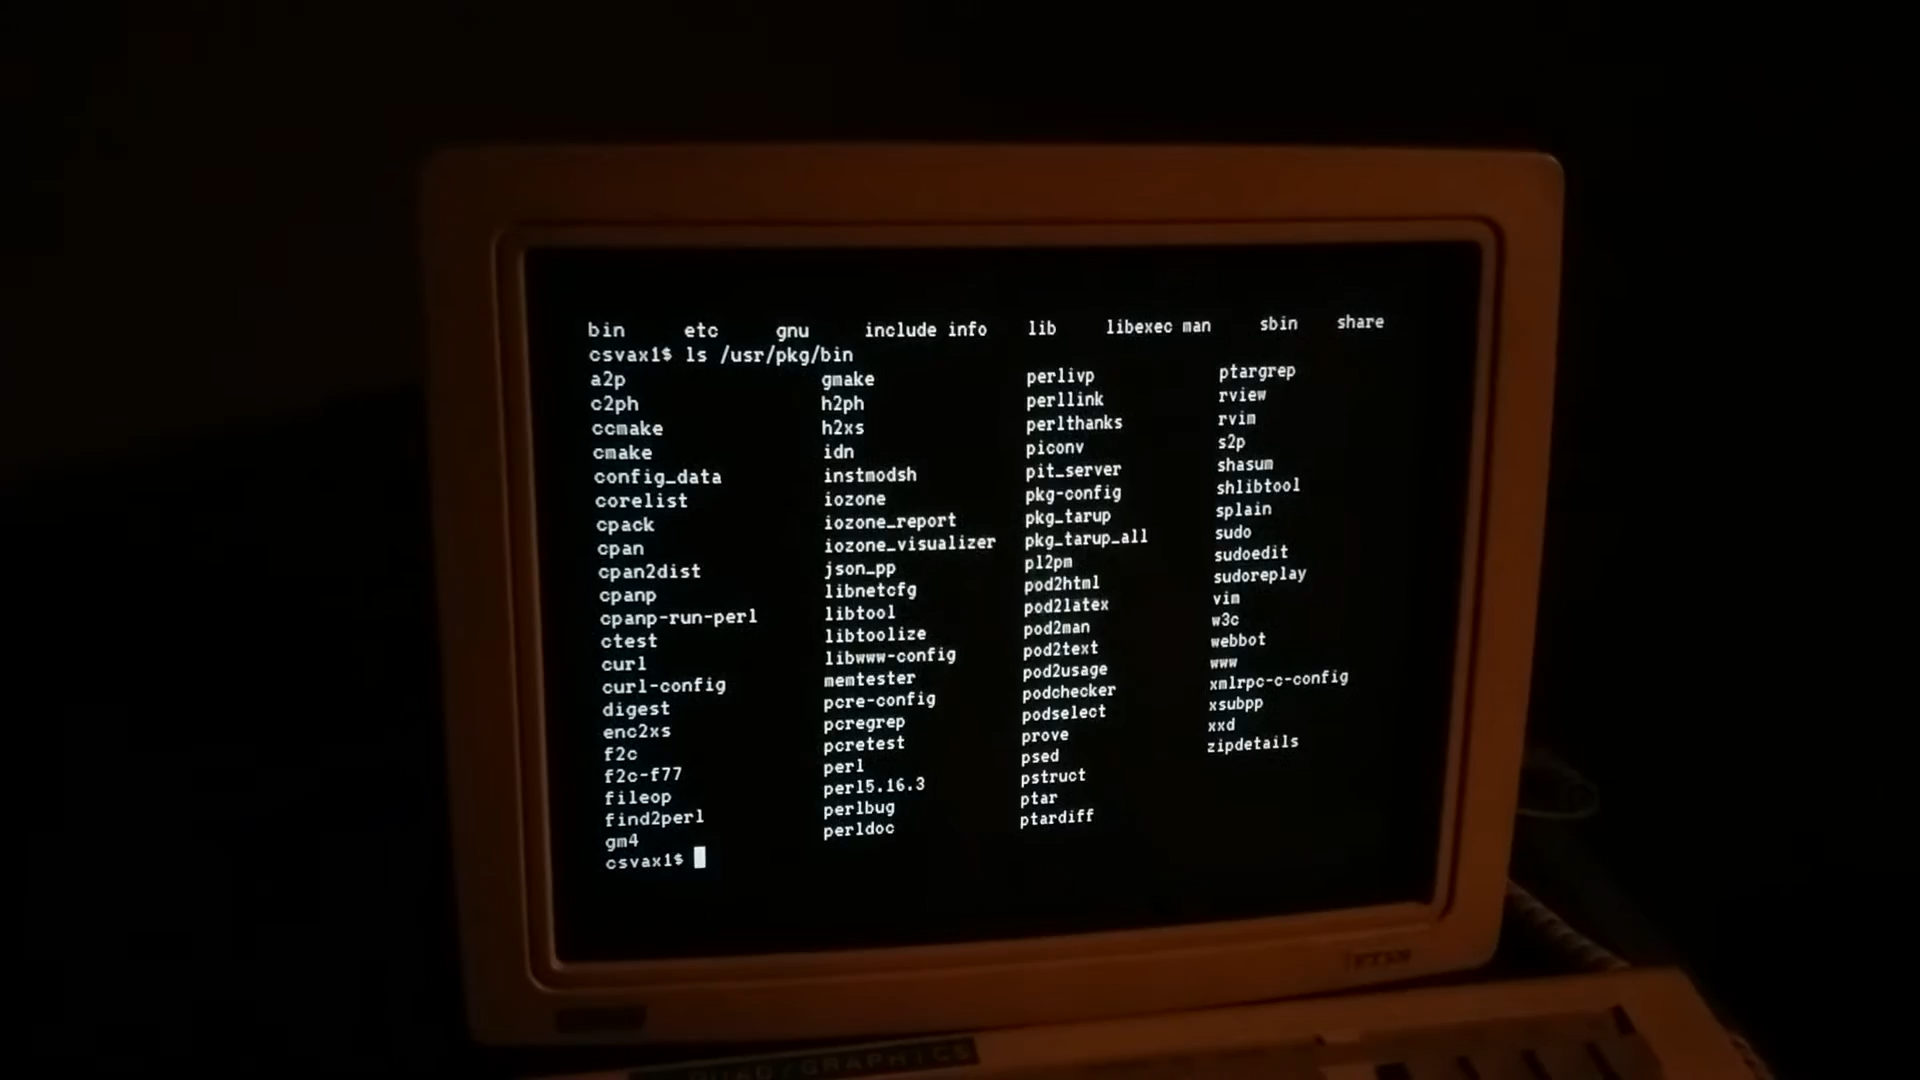 bin etc gnu include info lib libexec man sbin share
csvax1$ ls /usr/pkg/bin
a2p gmake perlivp ptargrep
c2ph h2ph perllink rview
ccmake h2xs perlthanks rvim
cmake idn piconv s2p
config_data instmodsh pit_server shasum
corelist iozone pkg-config shlibtool
cpack iozone_report pkg_tarup splain
cpan iozone_visualizer pkg_tarup_all sudo
cpan2dist json_pp pl2pm sudoedit
cpanp libnetcfg pod2html sudoreplay
cpanp-run-perl libtool pod2latex vim
ctest libtoolize pod2man w3c
curl libwww-config pod2text webbot
curl-config memtester pod2usage www
digest pcre-config podchecker xmlrpc-c-config
enc2xs pcregrep podselect xsubpp
f2c pcretest prove xxd
f2c-f77 perl psed zipdetails
fileop perl5.16.3 pstruct
find2perl perlbug ptar
gm4 perldoc ptardiff
csvax1$
QUAD/GRAPHICS